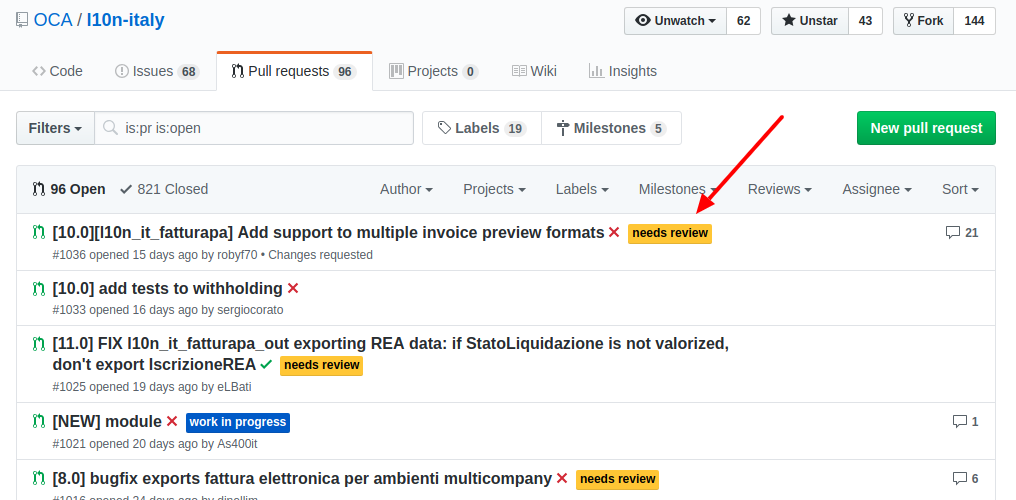 OCA / l10n-italy
Unwatch 62 Unstar 43 Fork 144
Code Issues 68 Pull requests 96 Projects 0 Wiki Insights
Filters is:pr is:open Labels 19 Milestones 5 New pull request
96 Open 821 Closed Author Projects Labels Milestones Reviews Assignee Sort
[10.0][l10n_it_fatturapa] Add support to multiple invoice preview formats needs review 21
#1036 opened 15 days ago by robyf70 • Changes requested
[10.0] add tests to withholding
#1033 opened 16 days ago by sergiocorato
[11.0] FIX l10n_it_fatturapa_out exporting REA data: if StatoLiquidazione is not valorized,
don't export IscrizioneREA needs review
#1025 opened 19 days ago by eLBati
[NEW] module work in progress 1
#1021 opened 20 days ago by As400it
[8.0] bugfix exports fattura elettronica per ambienti multicompany needs review 6
#1016 opened 24 days ago by